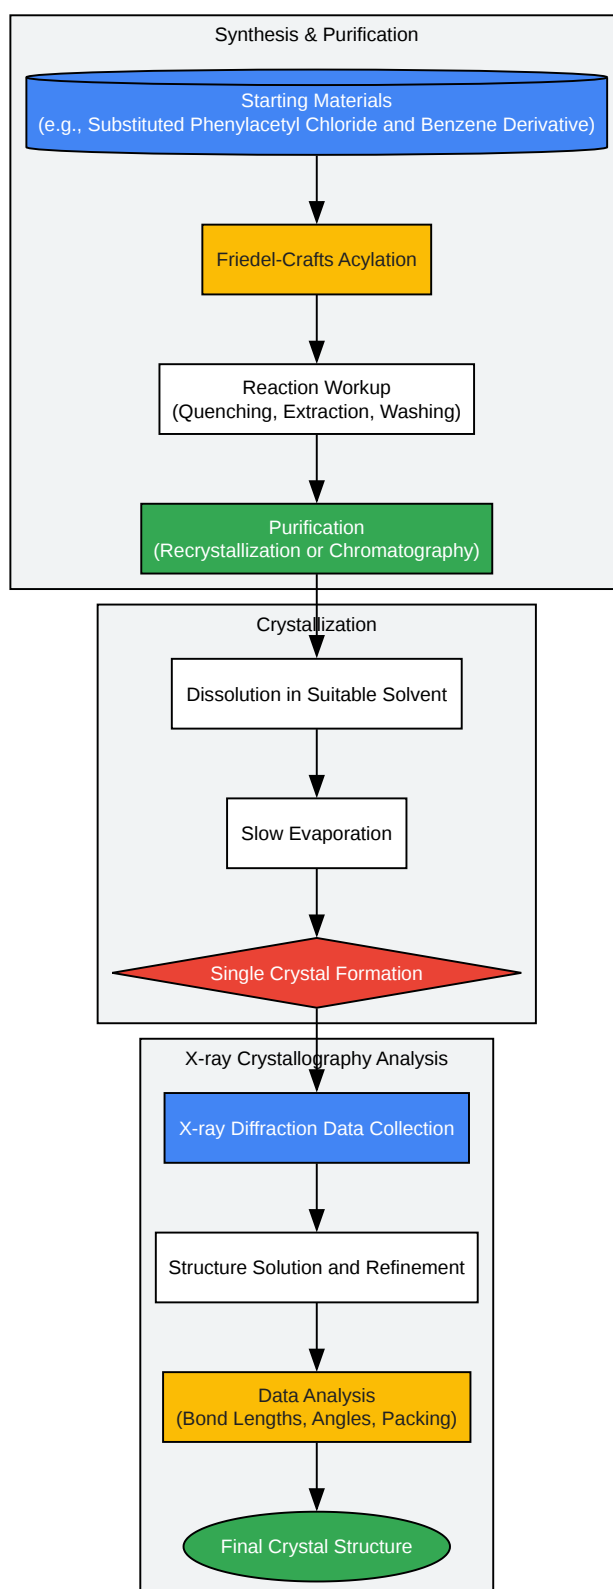 Synthesis & Purification
Starting Materials
(e.g., Substituted Phenylacetyl Chloride and Benzene Derivative)
Friedel-Crafts Acylation
Reaction Workup
(Quenching, Extraction, Washing)
Purification
(Recrystallization or Chromatography)
Crystallization
Dissolution in Suitable Solvent
Slow Evaporation
Single Crystal Formation
X-ray Crystallography Analysis
X-ray Diffraction Data Collection
Structure Solution and Refinement
Data Analysis
(Bond Lengths, Angles, Packing)
Final Crystal Structure